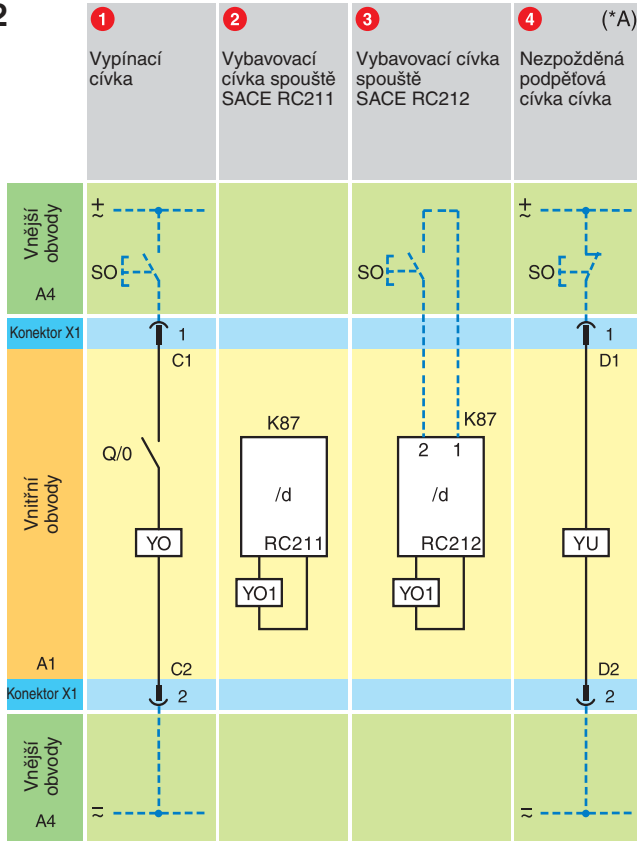 2
1
2
3
4
(*A)
Vypínací
cívka
Vybavovací
cívka spouště
SACE RC211
Vybavovací cívka
spouště
SACE RC212
Nezpožděná
podpěťová
cívka cívka
Vnější
obvody
A4
+
~
SO
SO
+
~
SO
Konektor X1
1
1
C1
D1
Vnitřní
obvody
A1
Q/0
YO
K87
/d
RC211
YO1
K87
2 1
/d
RC212
YO1
YU
C2
D2
Konektor X1
2
2
Vnější
obvody
A4
–
~
–
~